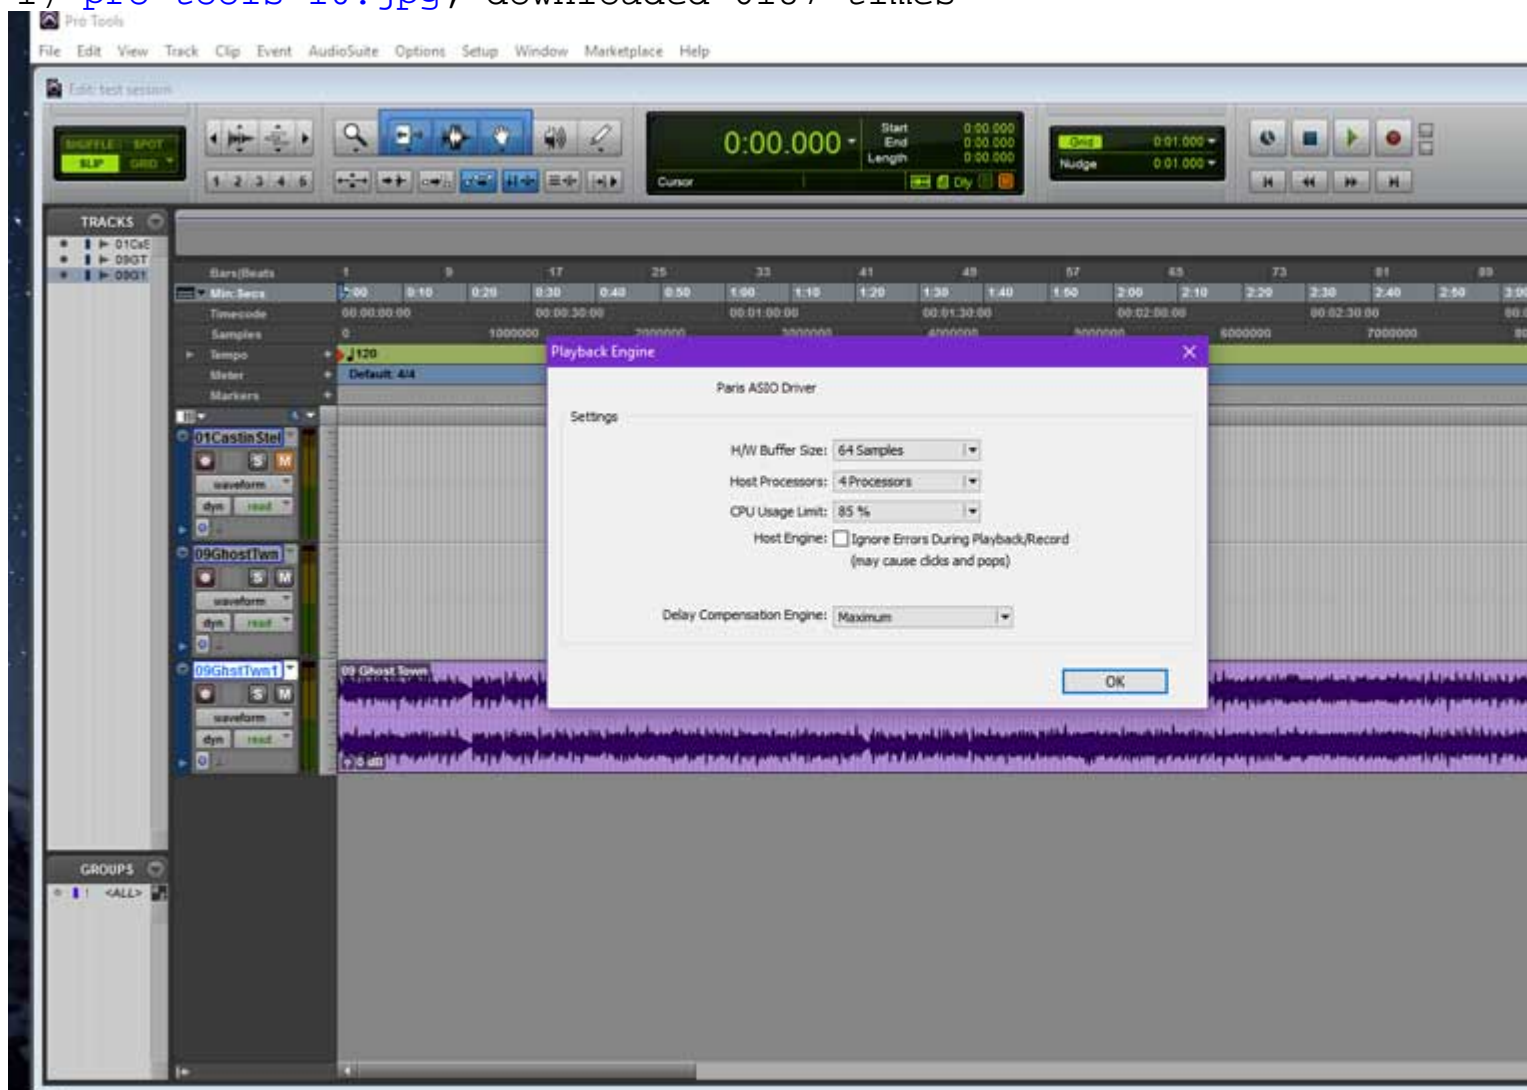 Pro Tools
File Edit View Track Clip Event AudioSuite Options Setup Window Marketplace Help
Edit: test session
SHUFFLE SPOT
SLIP GRID
1 2 3 4 5
0:00.000
Start 0:00.000
End 0:00.000
Length 0:00.000
Cursor
Dly
Grid 0:01.000
Nudge 0:01.000
TRACKS
09GT
Bars|Beats 1 9 17 25 33 41 49 57 65 73 81 89
Min:Secs 0:10 0:20 0:30 0:40 0:50 1:00 1:10 1:20 1:30 1:40 1:50 2:00 2:10 2:20 2:30 2:40 2:50
Timecode 00:00:00:00 00:00:30:00 00:01:00:00 00:01:30:00 00:02:00:00 00:02:30:00
Samples 0 1000000 2000000 3000000 4000000 5000000 6000000 7000000
Tempo 120
Meter Default: 4/4
Markers
Playback Engine
Paris ASIO Driver
Settings
H/W Buffer Size: 64 Samples
Host Processors: 4 Processors
CPU Usage Limit: 85 %
Host Engine: Ignore Errors During Playback/Record
(may cause clicks and pops)
Delay Compensation Engine: Maximum
OK
01CastinStel
S M
waveform
dyn read
09GhostTwn
S M
waveform
dyn read
09GhstTwn1
S M
waveform
dyn read
09 Ghost Town
0 dB
GROUPS
! <ALL>